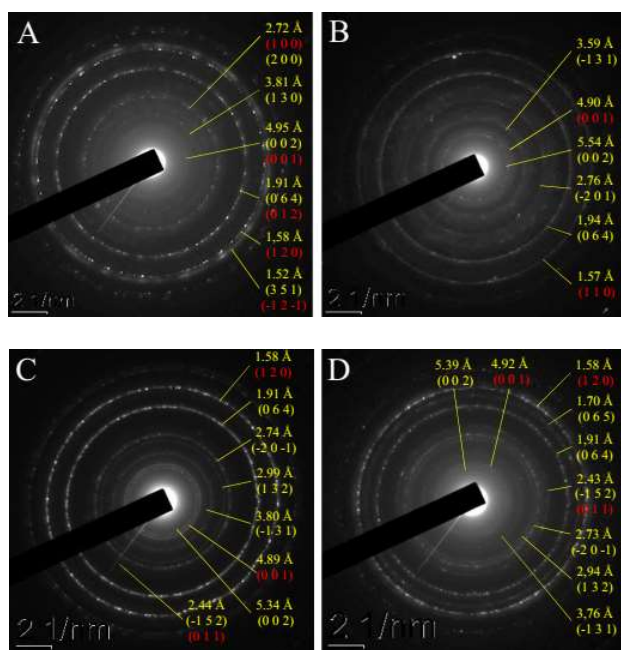 A
2.72 Å
(1 0 0)
(2 0 0)
3.81 Å
(1 3 0)
4.95 Å
(0 0 2)
(0 0 1)
1.91 Å
(0 6 4)
(0 1 2)
1.58 Å
(1 2 0)
1.52 Å
(3 5 1)
(-1 2 -1)
2 1/nm
B
3.59 Å
(-1 3 1)
4.90 Å
(0 0 1)
5.54 Å
(0 0 2)
2.76 Å
(-2 0 1)
1.94 Å
(0 6 4)
1.57 Å
(1 1 0)
2 1/nm
C
1.58 Å
(1 2 0)
1.91 Å
(0 6 4)
2.74 Å
(-2 0 -1)
2.99 Å
(1 3 2)
3.80 Å
(-1 3 1)
4.89 Å
(0 0 1)
5.34 Å
(0 0 2)
2.44 Å
(-1 5 2)
(0 1 1)
2 1/nm
D
5.39 Å
(0 0 2)
4.92 Å
(0 0 1)
1.58 Å
(1 2 0)
1.70 Å
(0 6 5)
1.91 Å
(0 6 4)
2.43 Å
(-1 5 2)
(0 1 1)
2.73 Å
(-2 0 -1)
2.94 Å
(1 3 2)
3.76 Å
(-1 3 1)
2 1/nm